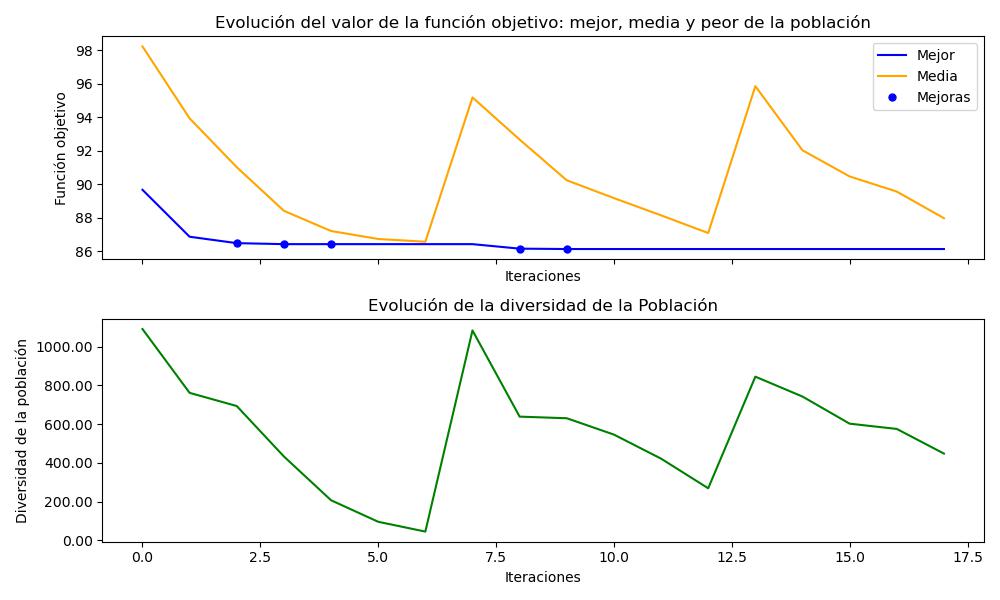 Evolución del valor de la función objetivo: mejor, media y peor de la población
98
96
94
92
90
88
86
Función objetivo
Mejor
Media
Mejoras
Iteraciones
Evolución de la diversidad de la Población
1000.00
800.00
600.00
400.00
200.00
0.00
Diversidad de la población
0.0 2.5 5.0 7.5 10.0 12.5 15.0 17.5
Iteraciones